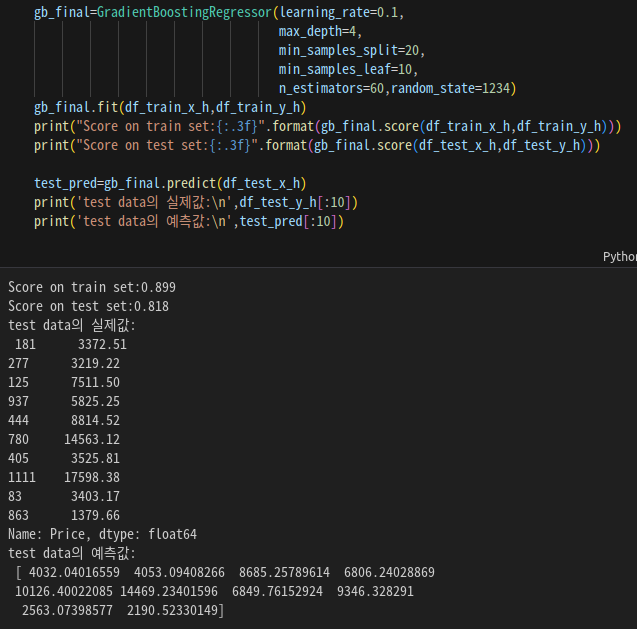 gb_final=GradientBoostingRegressor(learning_rate=0.1,
max_depth=4,
min_samples_split=20,
min_samples_leaf=10,
n_estimators=60,random_state=1234)
gb_final.fit(df_train_x_h,df_train_y_h)
print("Score on train set:{:.3f}".format(gb_final.score(df_train_x_h,df_train_y_h)))
print("Score on test set:{:.3f}".format(gb_final.score(df_test_x_h,df_test_y_h)))
test_pred=gb_final.predict(df_test_x_h)
print('test data의 실제값:\n',df_test_y_h[:10])
print('test data의 예측값:\n',test_pred[:10])
Pytho
Score on train set:0.899
Score on test set:0.818
test data의 실제값:
181 3372.51
277 3219.22
125 7511.50
937 5825.25
444 8814.52
780 14563.12
405 3525.81
1111 17598.38
83 3403.17
863 1379.66
Name: Price, dtype: float64
test data의 예측값:
[ 4032.04016559 4053.09408266 8685.25789614 6806.24028869
10126.40022085 14469.23401596 6849.76152924 9346.328291
2563.07398577 2190.52330149]